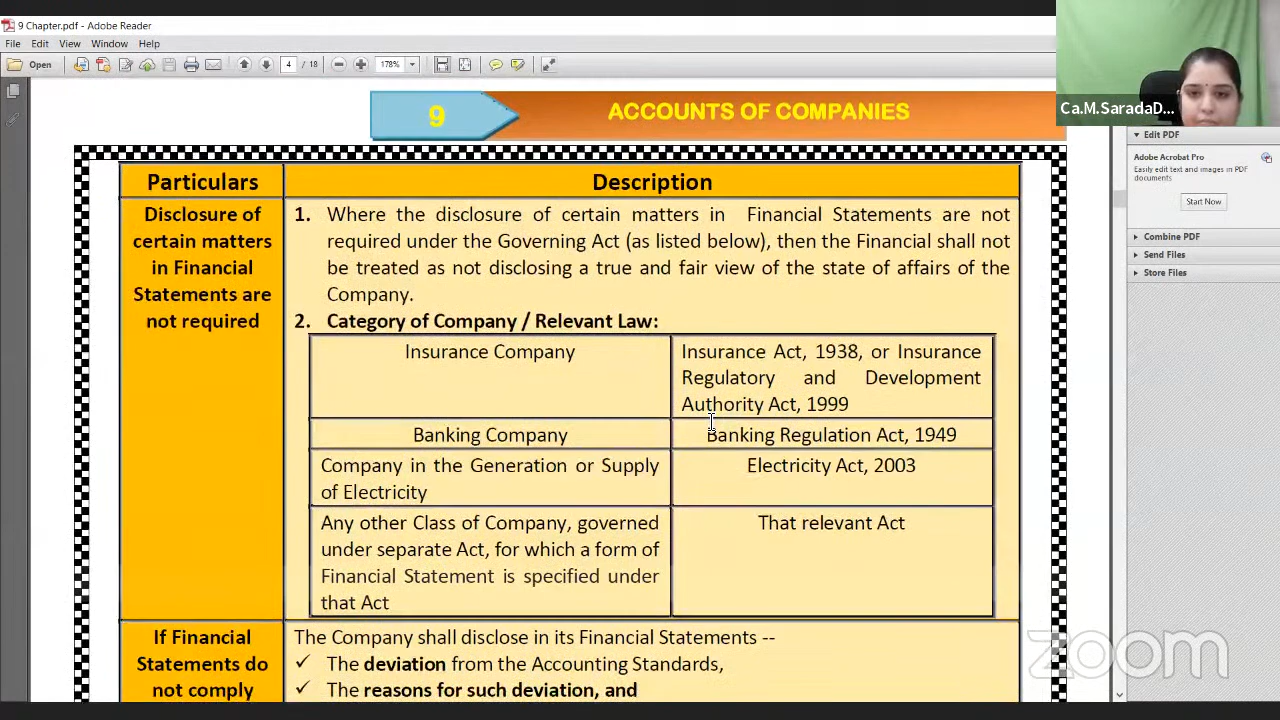 9 Chapter.pdf - Adobe Reader
File Edit View Window Help
Open 4 / 18 178%
Ca.M.SaradaD...
9 ACCOUNTS OF COMPANIES
Edit PDF
Adobe Acrobat Pro
Easily edit text and images in PDF
documents
Start Now
Combine PDF
Send Files
Store Files
Particulars Description
Disclosure of
certain matters
in Financial
Statements are
not required
1. Where the disclosure of certain matters in Financial Statements are not
required under the Governing Act (as listed below), then the Financial shall not
be treated as not disclosing a true and fair view of the state of affairs of the
Company.
2. Category of Company / Relevant Law:
Insurance Company
Insurance Act, 1938, or Insurance
Regulatory and Development
Authority Act, 1999
Banking Company
Banking Regulation Act, 1949
Company in the Generation or Supply
of Electricity
Electricity Act, 2003
Any other Class of Company, governed
under separate Act, for which a form of
Financial Statement is specified under
that Act
That relevant Act
If Financial
Statements do
not comply
The Company shall disclose in its Financial Statements --
✓ The deviation from the Accounting Standards,
✓ The reasons for such deviation, and
zoom